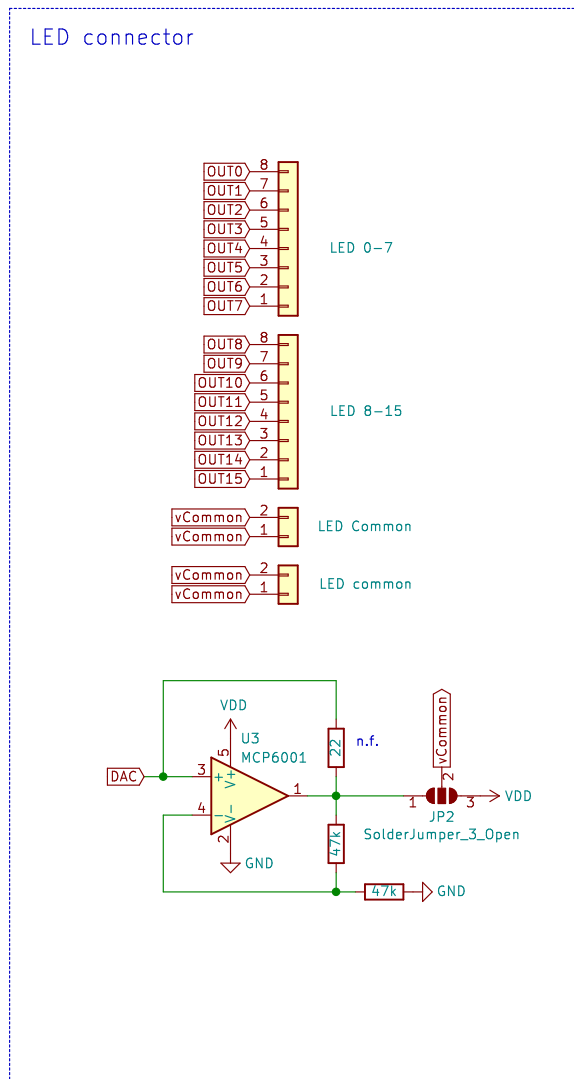 LED connector
OUT0 8
OUT1 7
OUT2 6
OUT3 5
OUT4 4
OUT5 3
OUT6 2
OUT7 1
LED 0-7
OUT8 8
OUT9 7
OUT10 6
OUT11 5
OUT12 4
OUT13 3
OUT14 2
OUT15 1
LED 8-15
vCommon 2
vCommon 1
LED Common
vCommon 2
vCommon 1
LED common
VDD
U3
MCP6001
5
V+
DAC
3
+
4
-
V-
2
GND
1
22
n.f.
47k
47k
GND
vCommon
2
1
3
VDD
JP2
SolderJumper_3_Open